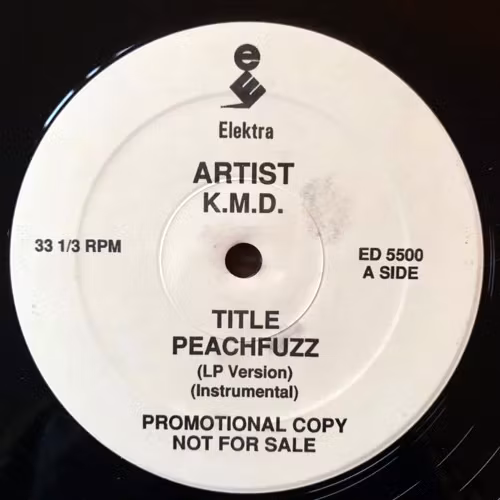 Elektra
ARTIST
K.M.D.
33 1/3 RPM
ED 5500
A SIDE
TITLE
PEACHFUZZ
(LP Version)
(Instrumental)
PROMOTIONAL COPY
NOT FOR SALE